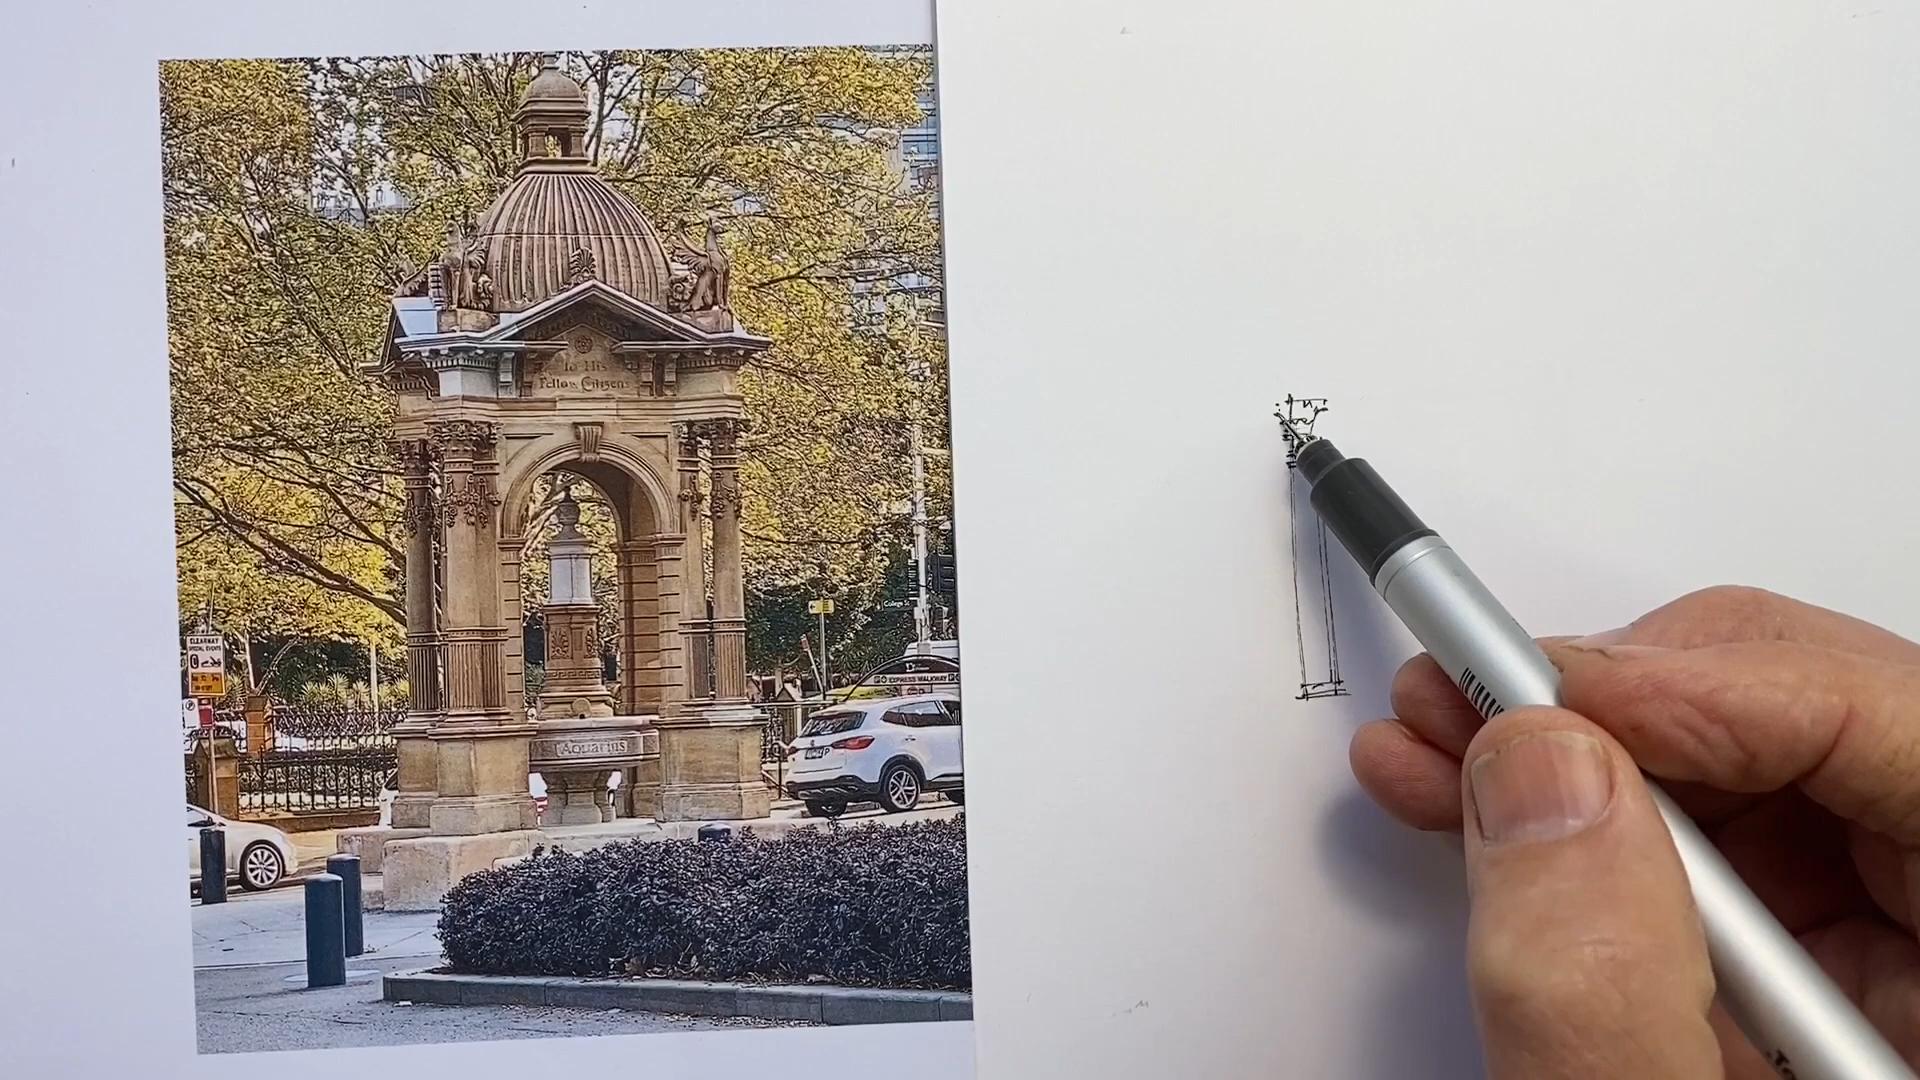 To His
Fellow Citizens
College St
CLEARWAY
SPECIAL EVENTS
EXPRESS WALKWAY
Aquarius